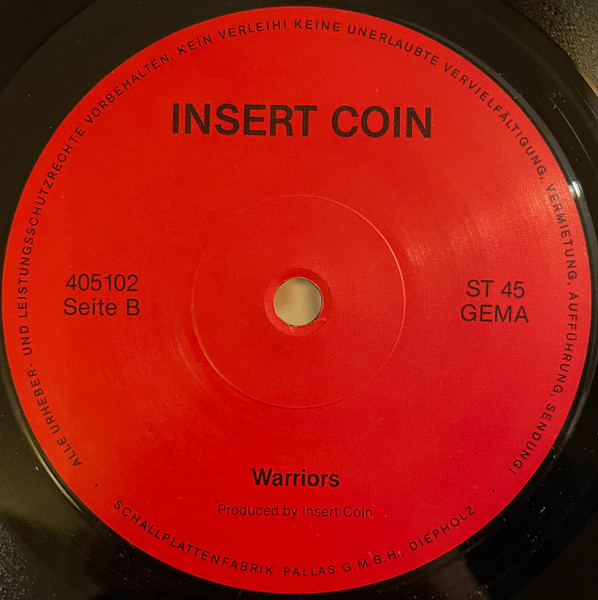 ALLE URHEBER- UND LEISTUNGSSCHUTZRECHTE VORBEHALTEN, KEIN VERLEIH! KEINE UNERLAUBTE VERVIELFÄLTIGUNG, VERMIETUNG, AUFFÜHRUNG, SENDUNG!
INSERT COIN
405102
Seite B
ST 45
GEMA
Warriors
Produced by Insert Coin
· SCHALLPLATTENFABRIK PALLAS G.M.B.H., DIEPHOLZ ·